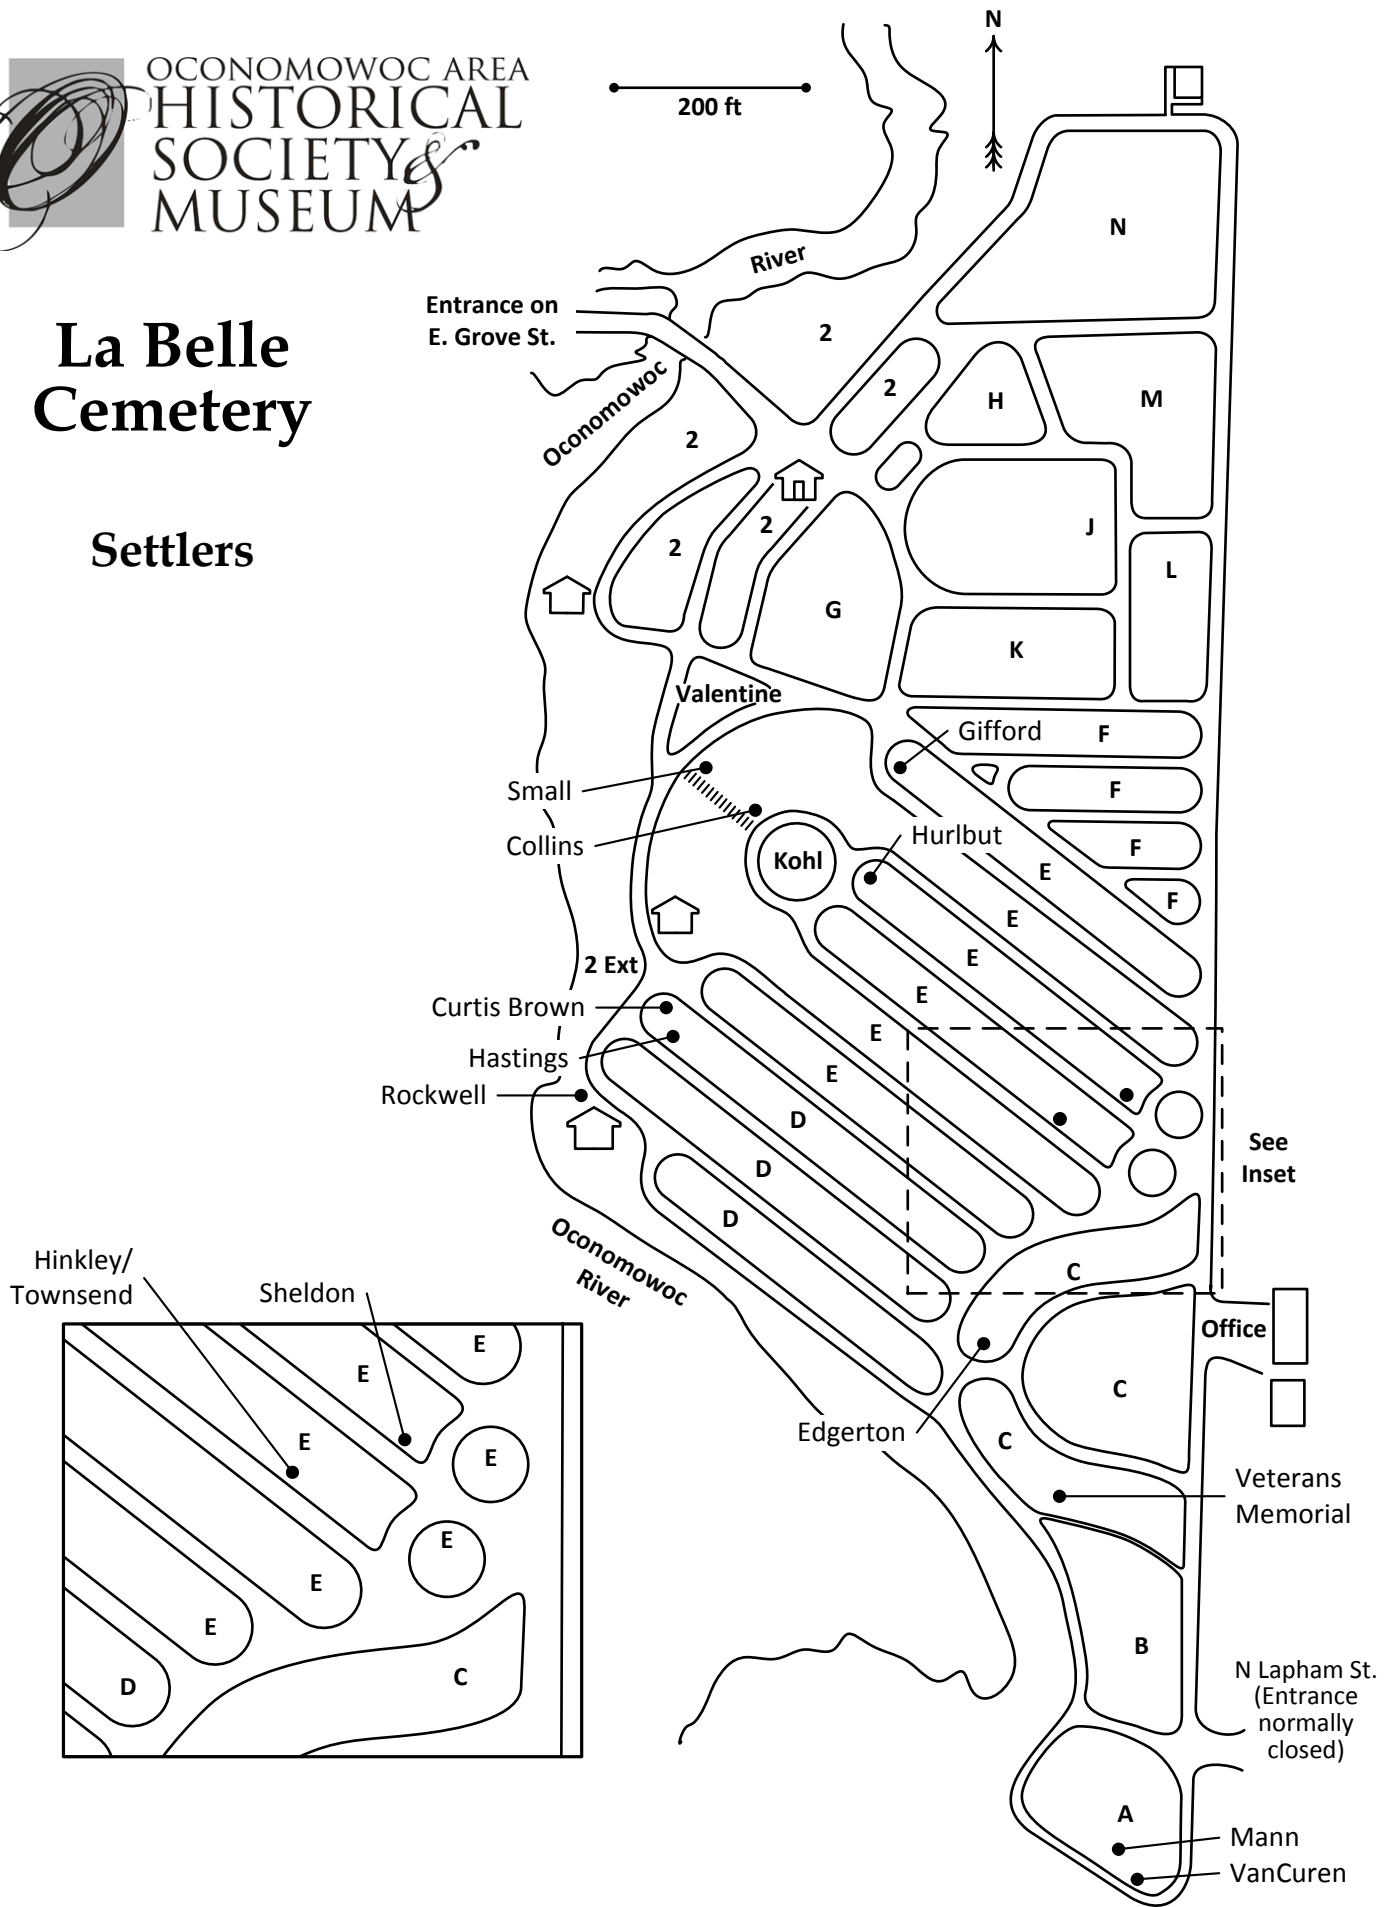 N
OCONOMOWOC AREA
HISTORICAL
SOCIETY &
MUSEUM
200 ft
N
River
Entrance on
E. Grove St.
2
La Belle
Cemetery
2
H
M
Oconomowoc
2
2
2
J
L
Settlers
G
K
Valentine
Gifford
F
Small
F
Collins
Hurlbut
F
Kohl
E
F
E
2 Ext
E
E
Curtis Brown
E
Hastings
E
Rockwell
D
See
Inset
D
D
Oconomowoc
River
C
Hinkley/
Townsend
Sheldon
Office
E
E
C
Edgerton
C
E
E
Veterans
Memorial
E
E
E
B
C
D
N Lapham St.
(Entrance
normally
closed)
A
Mann
VanCuren